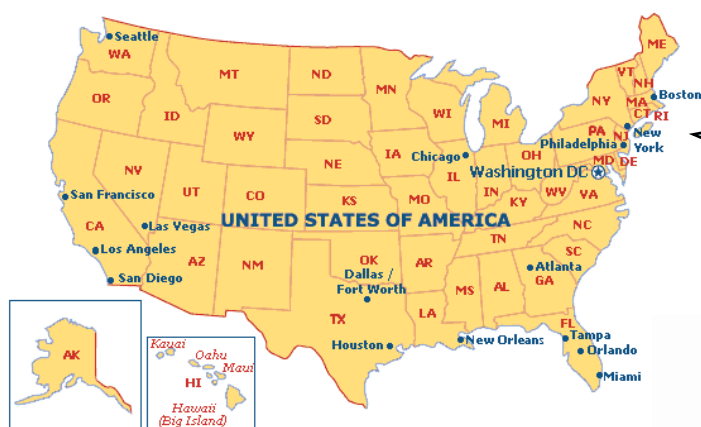 Seattle
WA
ME
MT
ND
VT
MN
NH
OR
Boston
ID
NY
MA
WI
SD
CT
RI
MI
WY
PA
NJ
New
York
Philadelphia
IA
Chicago
OH
NE
MD
DE
NV
Washington DC
IL
IN
UT
San Francisco
CO
WV
VA
KS
MO
KY
UNITED STATES OF AMERICA
CA
Las Vegas
NC
TN
Los Angeles
SC
AZ
NM
OK
AR
Atlanta
Dallas /
Fort Worth
San Diego
GA
MS
AL
LA
TX
FL
Tampa
New Orleans
Houston
Orlando
Miami
AK
Kauai
Oahu
Maui
HI
Hawaii
(Big Island)